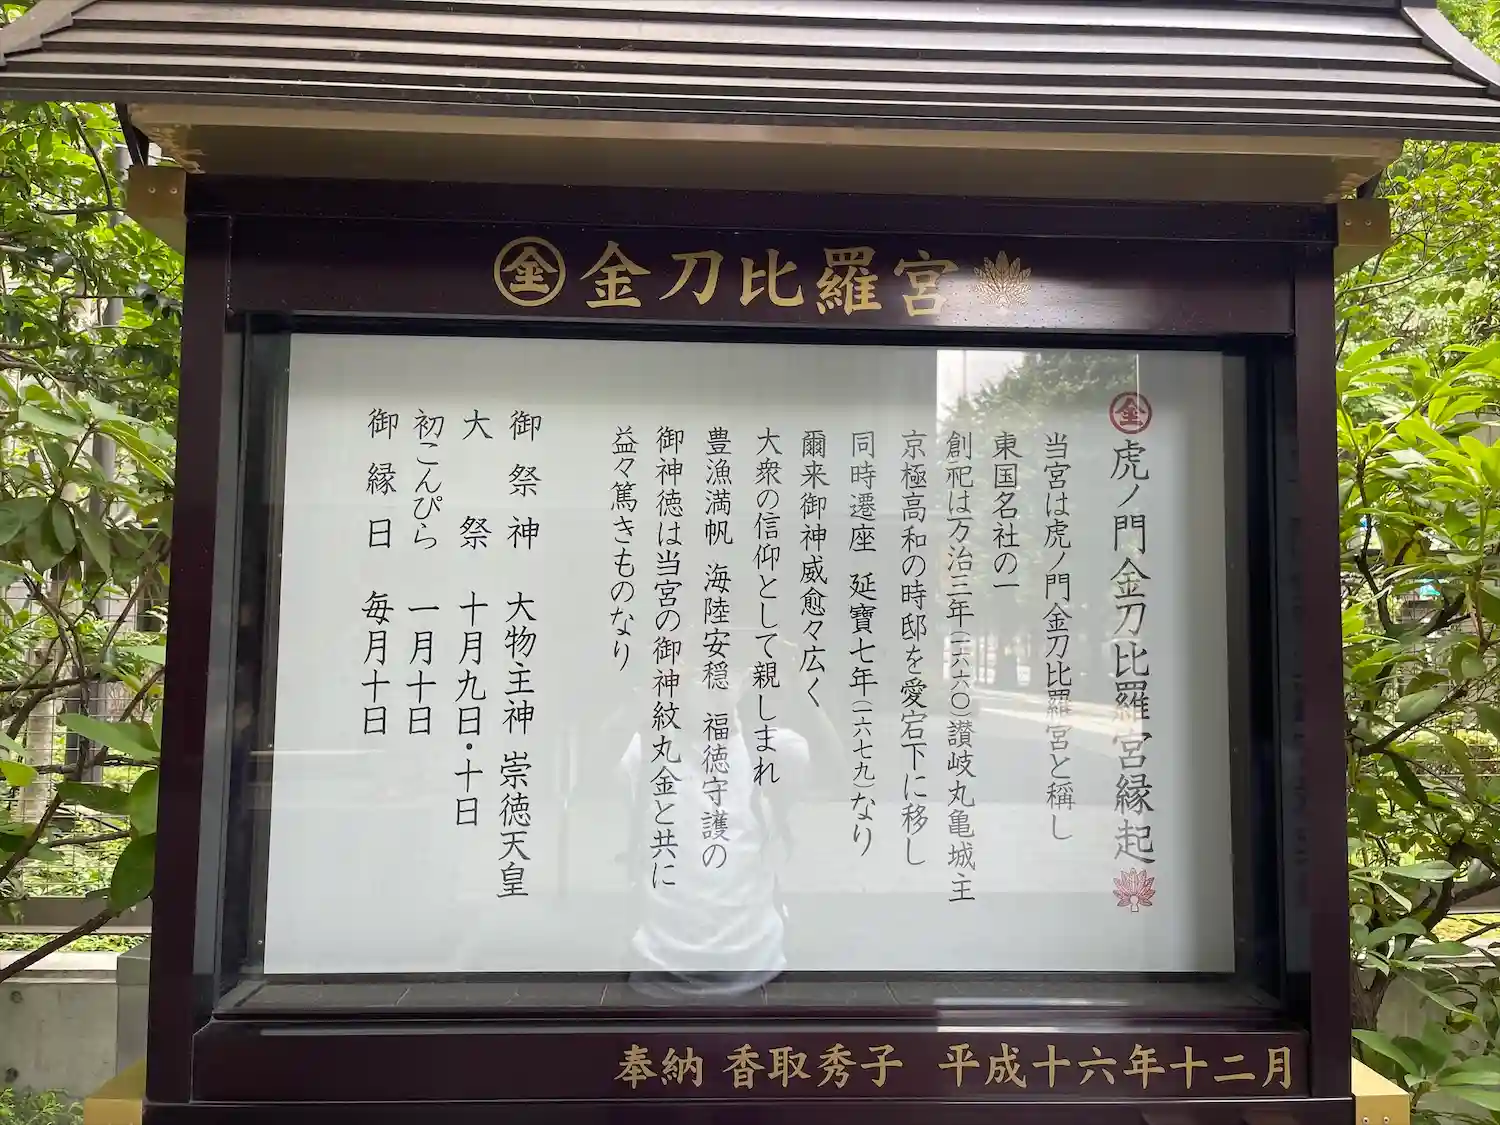 金 金刀比羅宮
金 虎ノ門金刀比羅宮縁起
当宮は虎ノ門金刀比羅宮と稱し
東国名社の一
創祀は万治三年(一六六〇)讃岐丸亀城主
京極高和の時邸を愛宕下に移し
同時遷座 延寶七年(一六七九)なり
爾来御神威愈々広く
大衆の信仰として親しまれ
豊漁満帆 海陸安穏 福徳守護の
御神徳は当宮の御神紋丸金と共に
益々篤きものなり
御祭神 大物主神 崇徳天皇
大祭 十月九日・十日
初こんぴら 一月十日
御縁日 毎月十日
奉納 香取秀子 平成十六年十二月